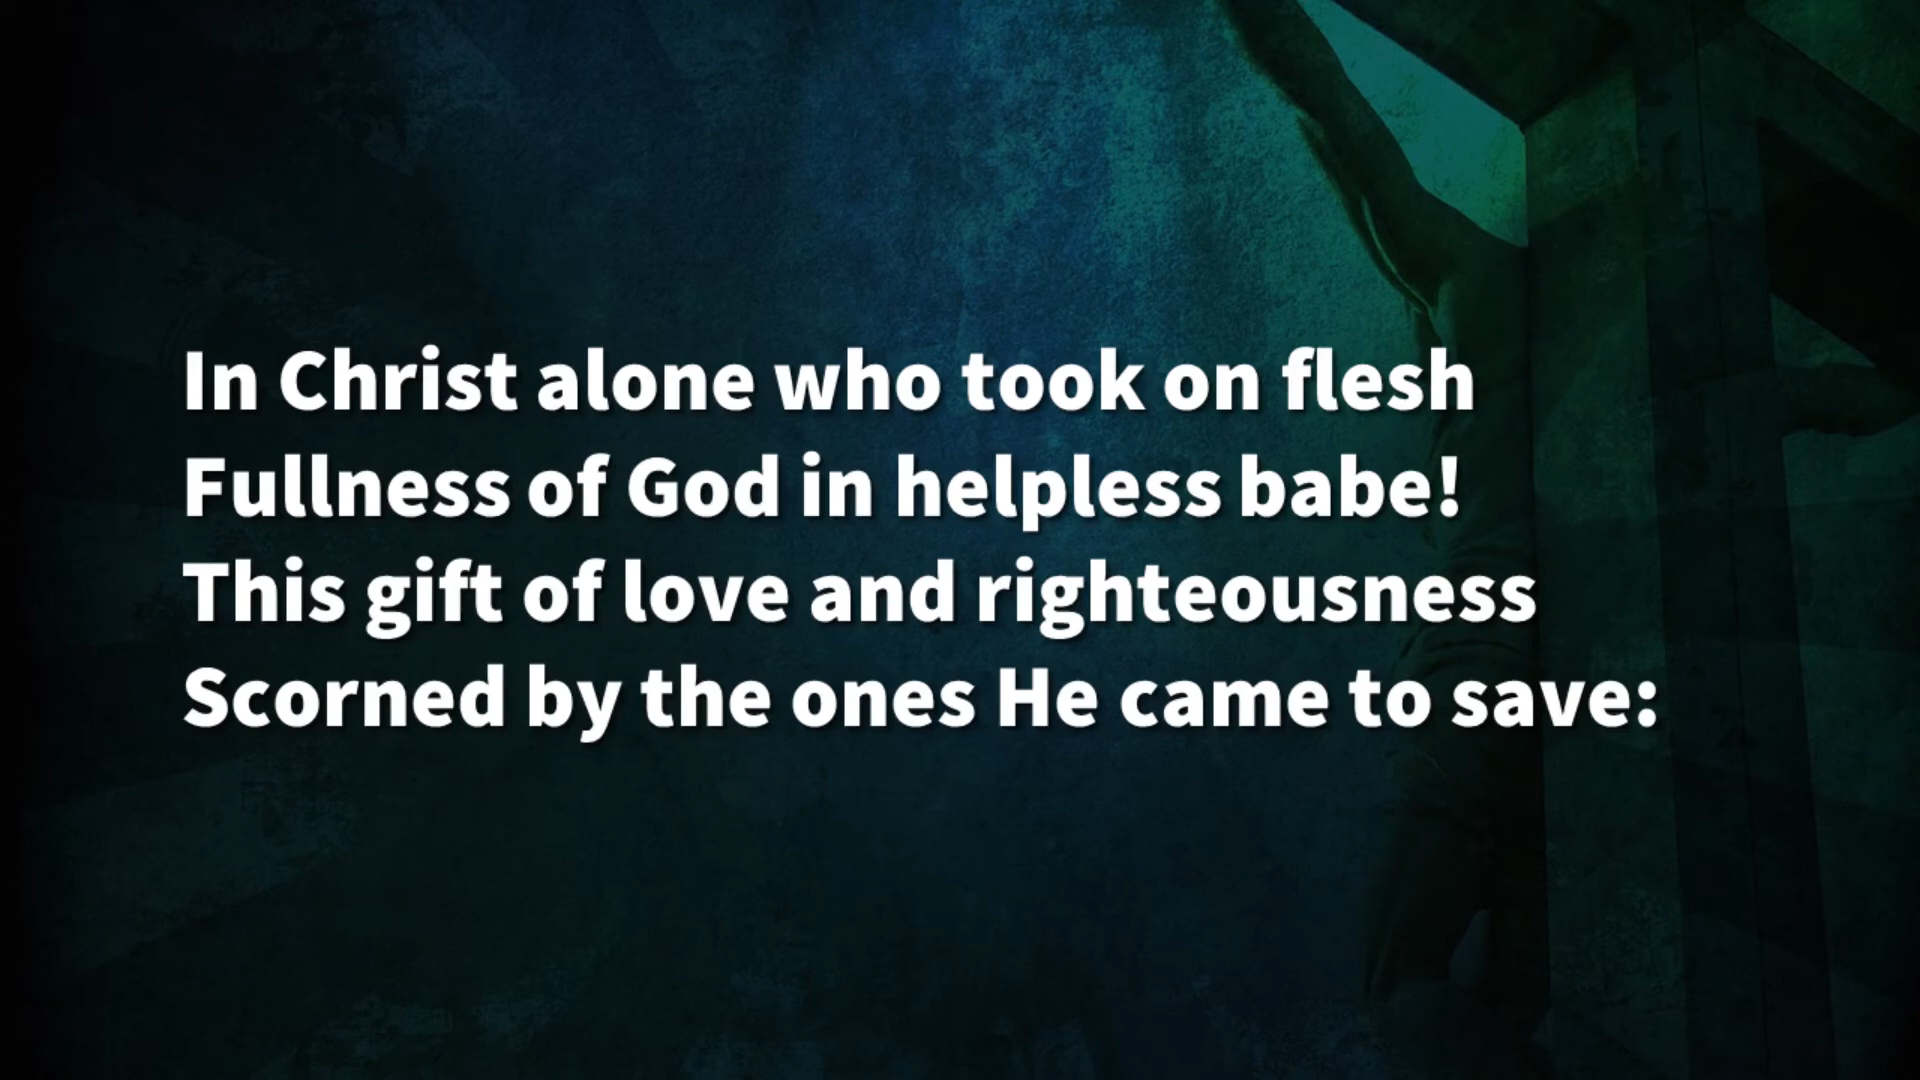 In Christ alone who took on flesh
Fullness of God in helpless babe!
This gift of love and righteousness
Scorned by the ones He came to save: